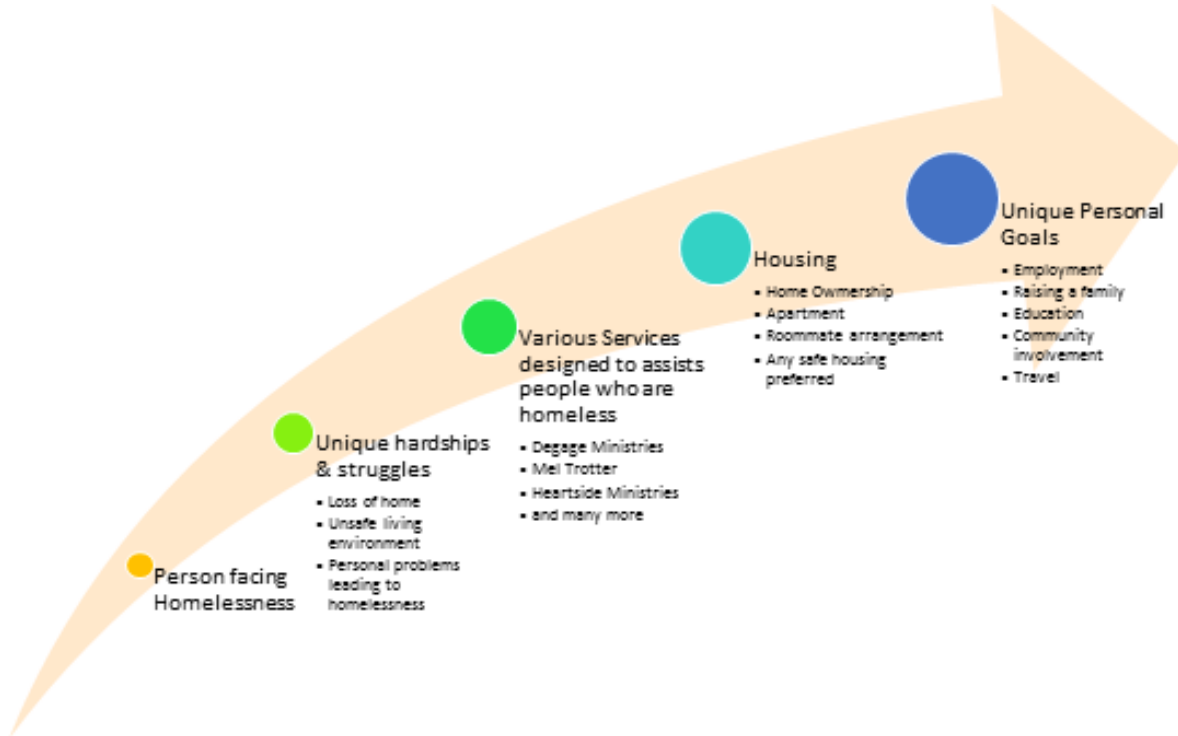 Person facing
Homelessness
Unique hardships
& struggles
▪ Loss of home
▪ Unsafe living
environment
▪ Personal problems
leading to
homelessness
Various Services
designed to assists
people who are
homeless
▪ Degage Ministries
▪ Mel Trotter
▪ Heartside Ministries
▪ and many more
Housing
▪ Home Owmership
▪ Apartment
▪ Roommate arrangement
▪ Any safe housing
preferred
Unique Personal
Goals
▪ Employment
▪ Raising a family
▪ Education
▪ Community
involvement
▪ Travel